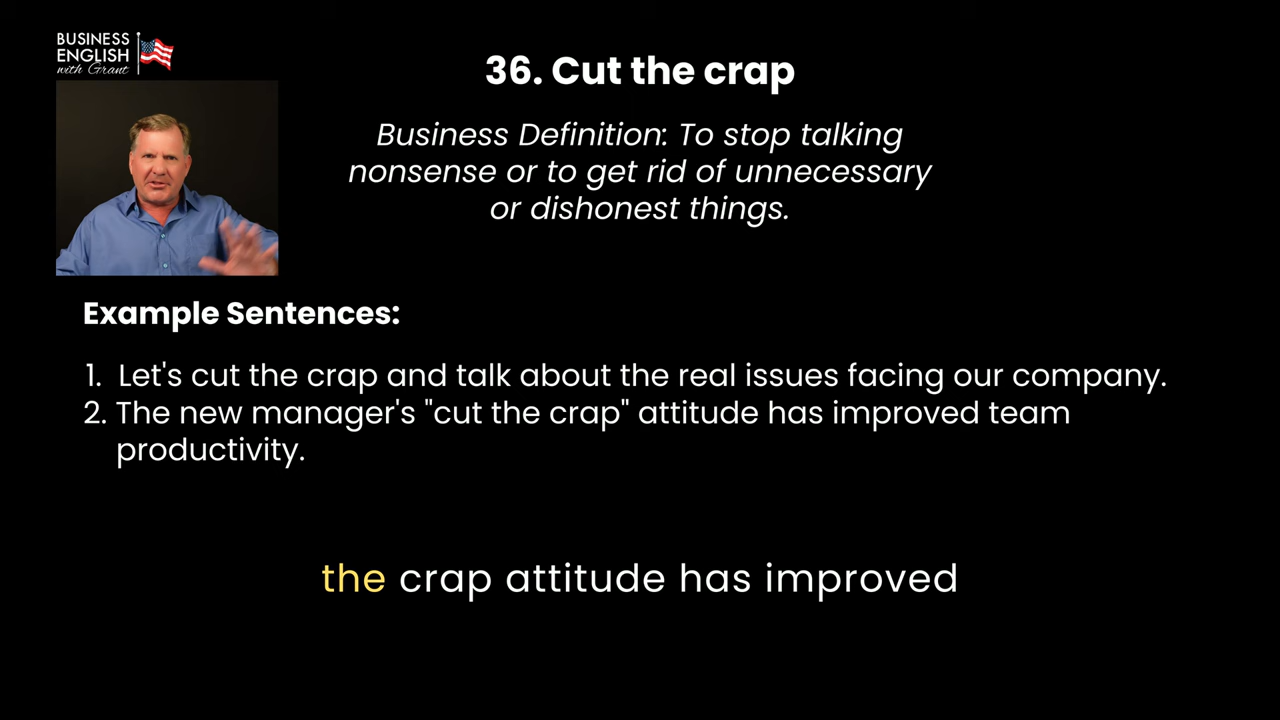 BUSINESS
ENGLISH
with Grant
36. Cut the crap
Business Definition: To stop talking
nonsense or to get rid of unnecessary
or dishonest things.
Example Sentences:
1. Let's cut the crap and talk about the real issues facing our company.
2. The new manager's "cut the crap" attitude has improved team
productivity.
the crap attitude has improved